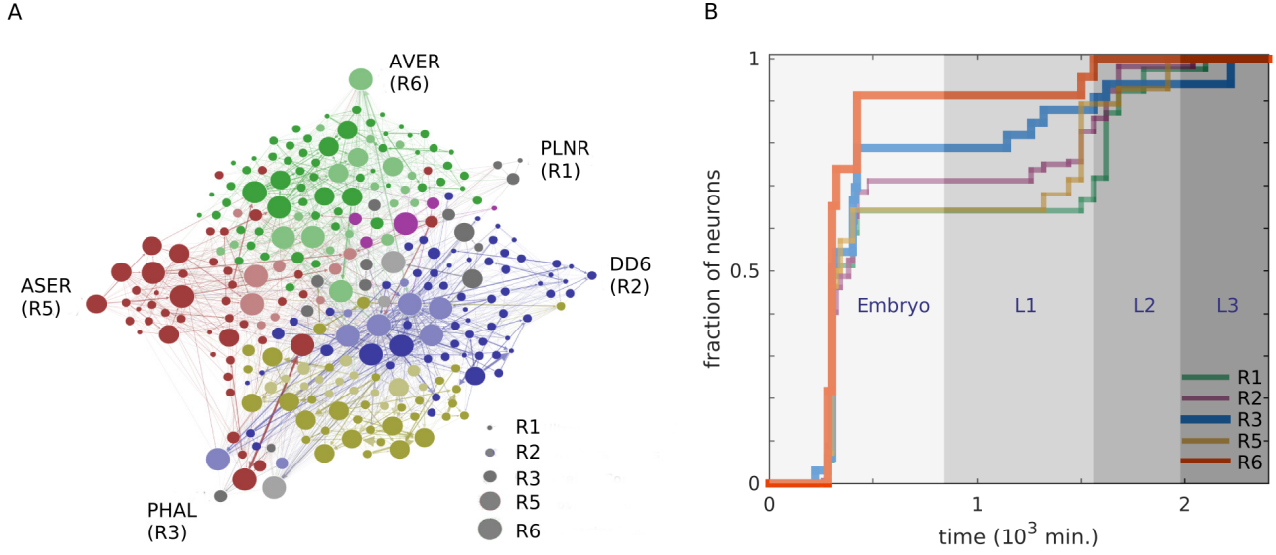 A
AVER
(R6)
PLNR
(R1)
DD6
(R2)
ASER
(R5)
PHAL
(R3)
R1
R2
R3
R5
R6
B
1
0.5
0
fraction of neurons
Embryo
L1
L2
L3
R1
R2
R3
R5
R6
0
1
2
time (10³ min.)